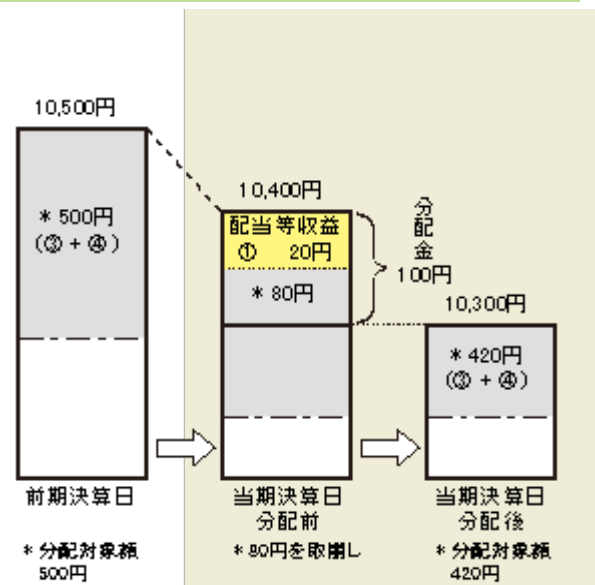 10,500円
* 500円
(③ + ④)
前期決算日
* 分配対象額
500円
10,400円
配当等収益
① 20円
* 80円
分配金
100円
当期決算日
分配前
* 80円を取崩し
10,300円
* 420円
(③ + ④)
当期決算日
分配後
* 分配対象額
420円